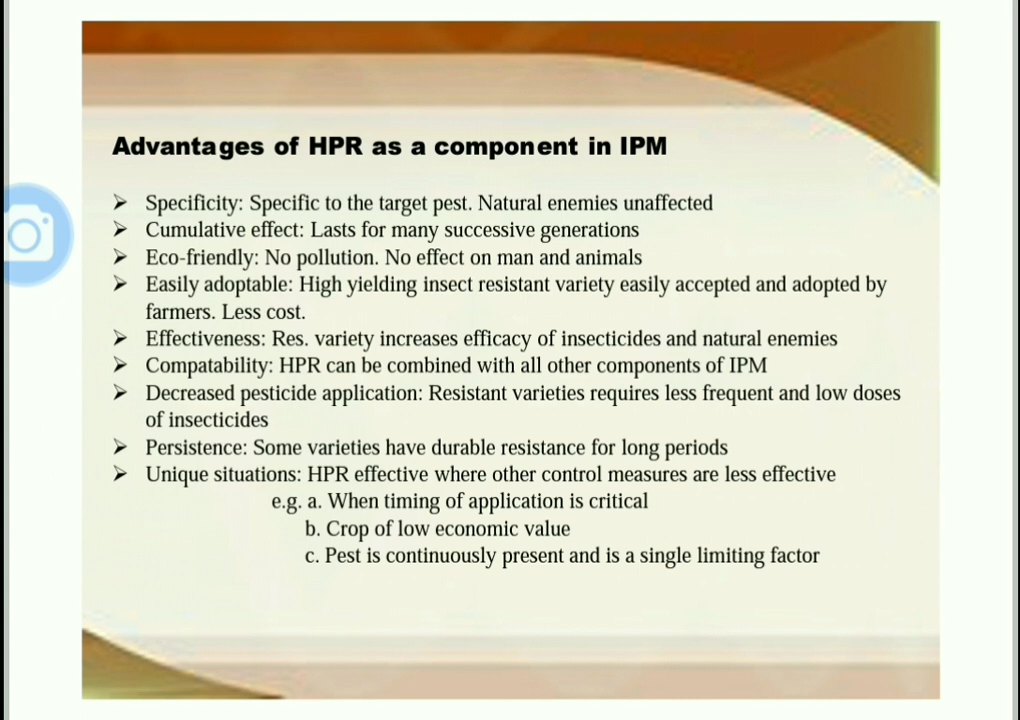 Advantages of HPR as a component in IPM
➢ Specificity: Specific to the target pest. Natural enemies unaffected
➢ Cumulative effect: Lasts for many successive generations
➢ Eco-friendly: No pollution. No effect on man and animals
➢ Easily adoptable: High yielding insect resistant variety easily accepted and adopted by
farmers. Less cost.
➢ Effectiveness: Res. variety increases efficacy of insecticides and natural enemies
➢ Compatability: HPR can be combined with all other components of IPM
➢ Decreased pesticide application: Resistant varieties requires less frequent and low doses
of insecticides
➢ Persistence: Some varieties have durable resistance for long periods
➢ Unique situations: HPR effective where other control measures are less effective
e.g. a. When timing of application is critical
b. Crop of low economic value
c. Pest is continuously present and is a single limiting factor